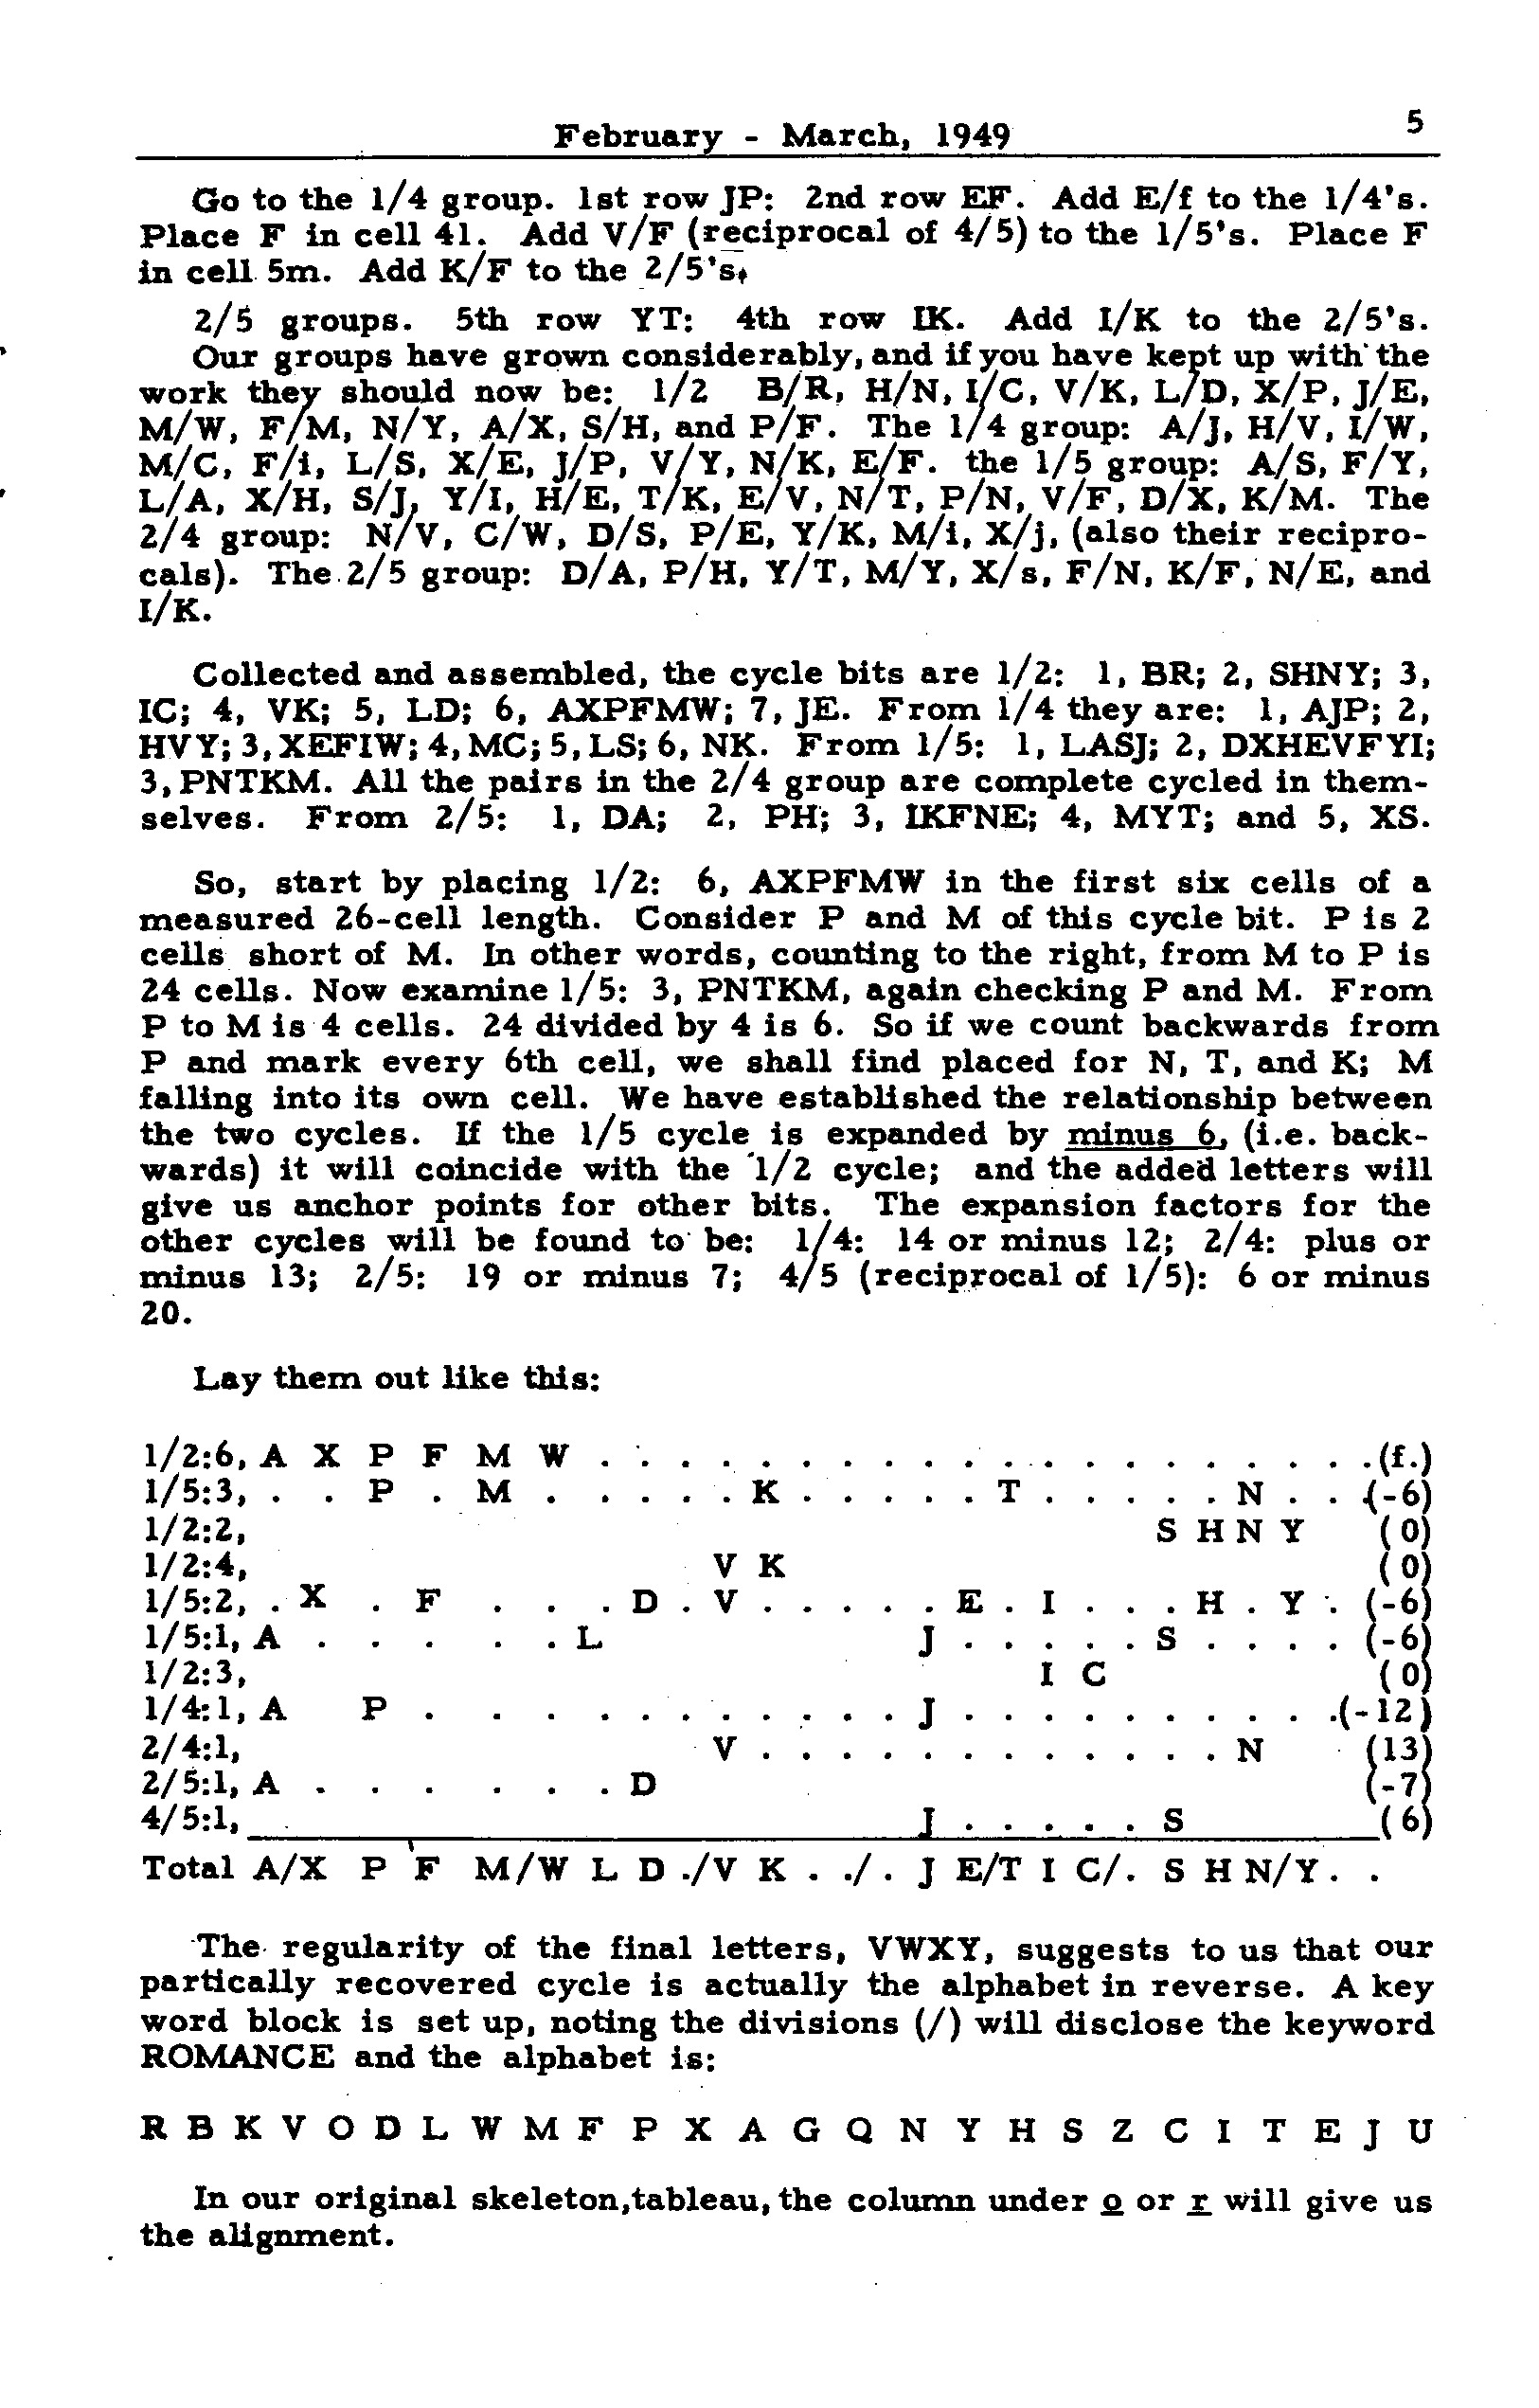 February - March, 1949 5
Go to the 1/4 group. 1st row JP: 2nd row EF. Add E/f to the 1/4's.
Place F in cell 41. Add V/F (reciprocal of 4/5) to the 1/5's. Place F
in cell 5m. Add K/F to the 2/5's.
2/5 groups. 5th row YT: 4th row IK. Add I/K to the 2/5's.
Our groups have grown considerably, and if you have kept up with the
work they should now be: 1/2 B/R, H/N, I/C, V/K, L/D, X/P, J/E,
M/W, F/M, N/Y, A/X, S/H, and P/F. The 1/4 group: A/J, H/V, I/W,
M/C, F/i, L/S, X/E, J/P, V/Y, N/K, E/F. the 1/5 group: A/S, F/Y,
L/A, X/H, S/J, Y/I, H/E, T/K, E/V, N/T, P/N, V/F, D/X, K/M. The
2/4 group: N/V, C/W, D/S, P/E, Y/K, M/i, X/j, (also their recipro-
cals). The 2/5 group: D/A, P/H, Y/T, M/Y, X/s, F/N, K/F, N/E, and
I/K.
Collected and assembled, the cycle bits are 1/2: 1, BR; 2, SHNY; 3,
IC; 4, VK; 5, LD; 6, AXPFMW; 7, JE. From 1/4 they are: 1, AJP; 2,
HVY; 3, XEFIW; 4, MC; 5, LS; 6, NK. From 1/5: 1, LASJ; 2, DXHEVFYI;
3, PNTKM. All the pairs in the 2/4 group are complete cycled in them-
selves. From 2/5: 1, DA; 2, PH; 3, IKFNE; 4, MYT; and 5, XS.
So, start by placing 1/2: 6, AXPFMW in the first six cells of a
measured 26-cell length. Consider P and M of this cycle bit. P is 2
cells short of M. In other words, counting to the right, from M to P is
24 cells. Now examine 1/5: 3, PNTKM, again checking P and M. From
P to M is 4 cells. 24 divided by 4 is 6. So if we count backwards from
P and mark every 6th cell, we shall find placed for N, T, and K; M
falling into its own cell. We have established the relationship between
the two cycles. If the 1/5 cycle is expanded by minus 6, (i.e. back-
wards) it will coincide with the 1/2 cycle; and the added letters will
give us anchor points for other bits. The expansion factors for the
other cycles will be found to be: 1/4: 14 or minus 12; 2/4: plus or
minus 13; 2/5: 19 or minus 7; 4/5 (reciprocal of 1/5): 6 or minus
20.
Lay them out like this:
1/2:6, A X P F M W . . . . . . . . . . . . . . . . . . . . (f.)
1/5:3, . . P . M . . . . . . K . . . . . T . . . . . N . . (-6)
1/2:2, S H N Y (0)
1/2:4, V K (0)
1/5:2, . X . F . . . D . V . . . . . E . I . . . H . Y . (-6)
1/5:1, A . . . . . L J . . . . . S . . . . (-6)
1/2:3, I C (0)
1/4:1, A P . . . . . . . . . . . J . . . . . . . . . . (-12)
2/4:1, V . . . . . . . . . . . . N (13)
2/5:1, A . . . . . . D (-7)
4/5:1, J . . . . . S (6)
Total A/X P F M/W L D ./V K . ./. J E/T I C/. S H N/Y . .
The regularity of the final letters, VWXY, suggests to us that our
partically recovered cycle is actually the alphabet in reverse. A key
word block is set up, noting the divisions (/) will disclose the keyword
ROMANCE and the alphabet is:
R B K V O D L W M F P X A G Q N Y H S Z C I T E J U
In our original skeleton,tableau, the column under o or r will give us
the alignment.